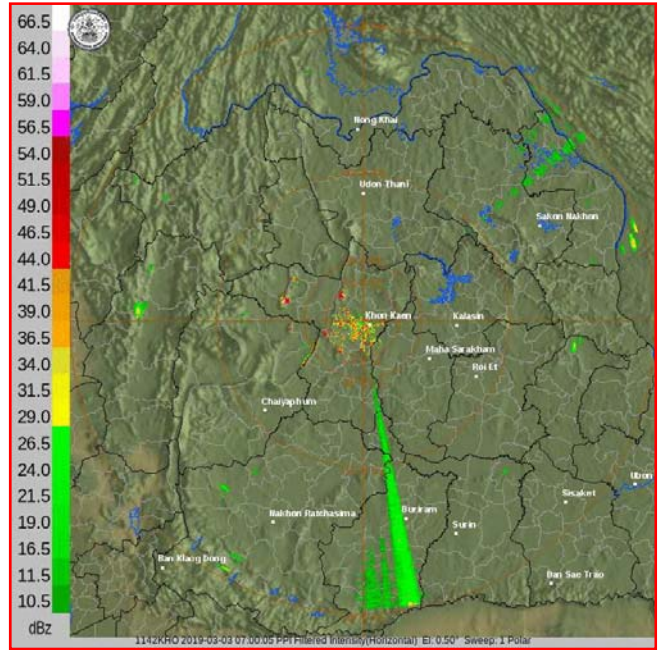 66.5
64.0
61.5
59.0
56.5
54.0
51.5
49.0
46.5
44.0
41.5
39.0
36.5
34.0
31.5
29.0
26.5
24.0
21.5
19.0
16.5
11.5
10.5
dBz
Nong Khai
Udon Thani
Sakon Nakhon
Khon Kaen
Kalasin
Maha Sarakham
Roi Et
Chaiyaphum
Ubon
Sisaket
Nakhon Ratchasima
Buriram
Surin
Ban Klang Dong
Ban Sae Triao
1142KHO 2019-03-03 07:00:05 PPI Filtered Intensity(Horizontal) El: 0.50° Sweep: 1 Polar